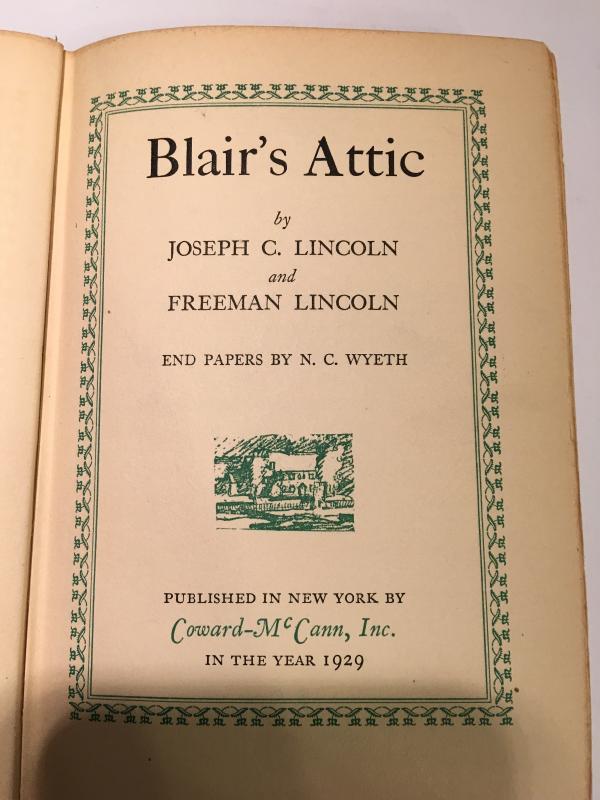 Blair's Attic
by
JOSEPH C. LINCOLN
and
FREEMAN LINCOLN
END PAPERS BY N. C. WYETH
PUBLISHED IN NEW YORK BY
Coward-McCann, Inc.
IN THE YEAR 1929